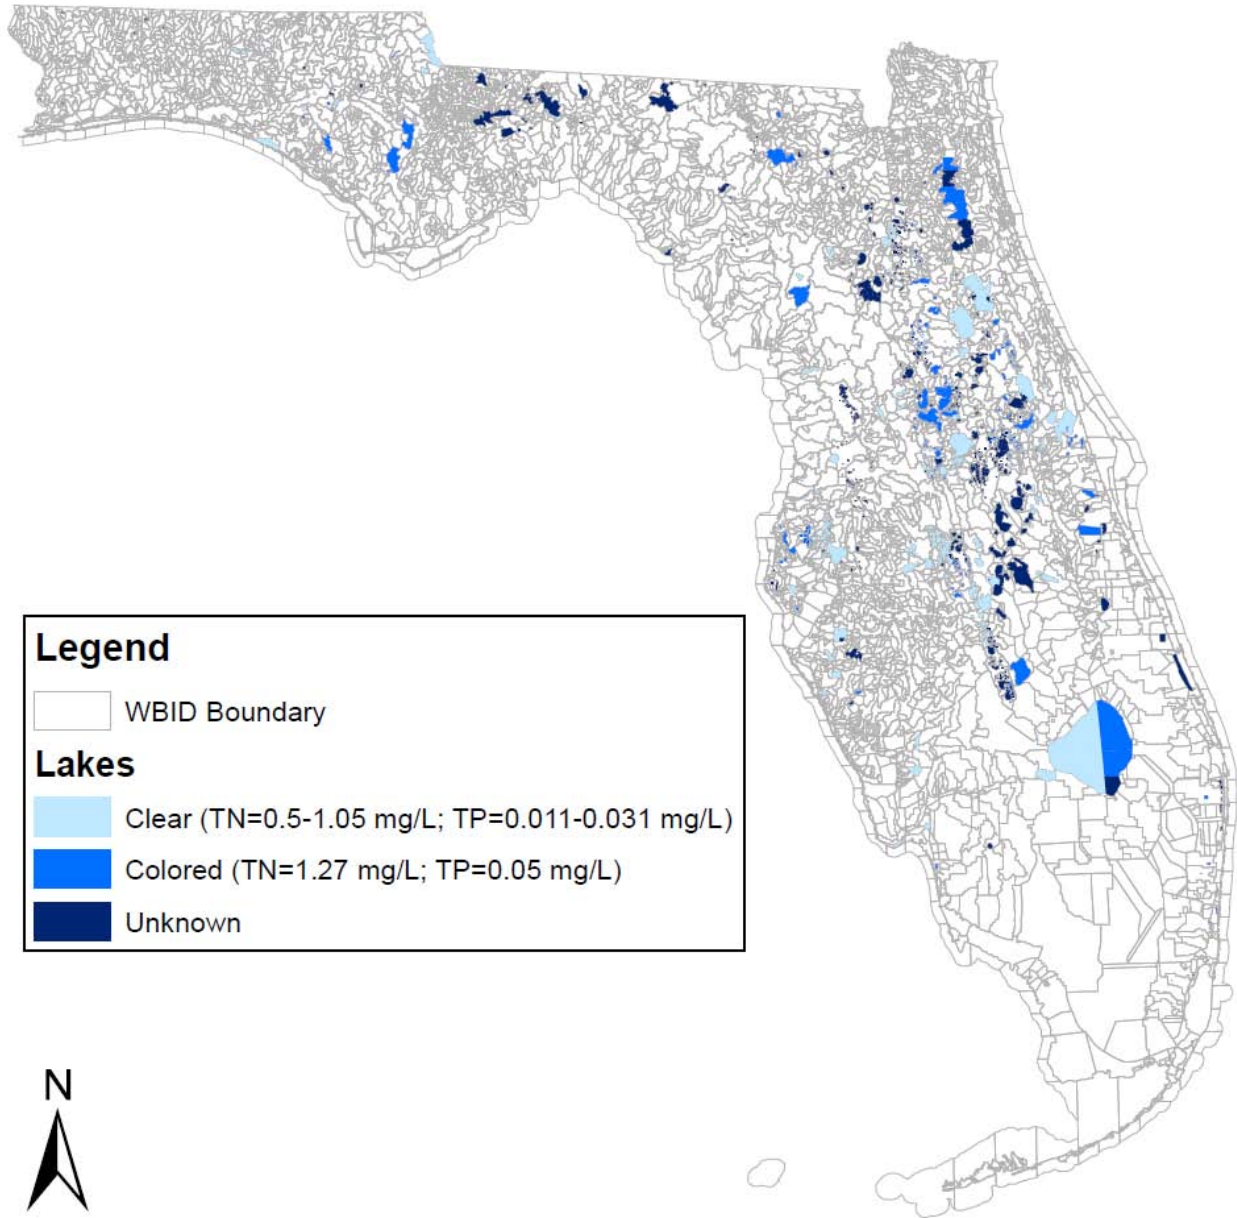 Legend
WBID Boundary
Lakes
Clear (TN=0.5-1.05 mg/L; TP=0.011-0.031 mg/L)
Colored (TN=1.27 mg/L; TP=0.05 mg/L)
Unknown
N